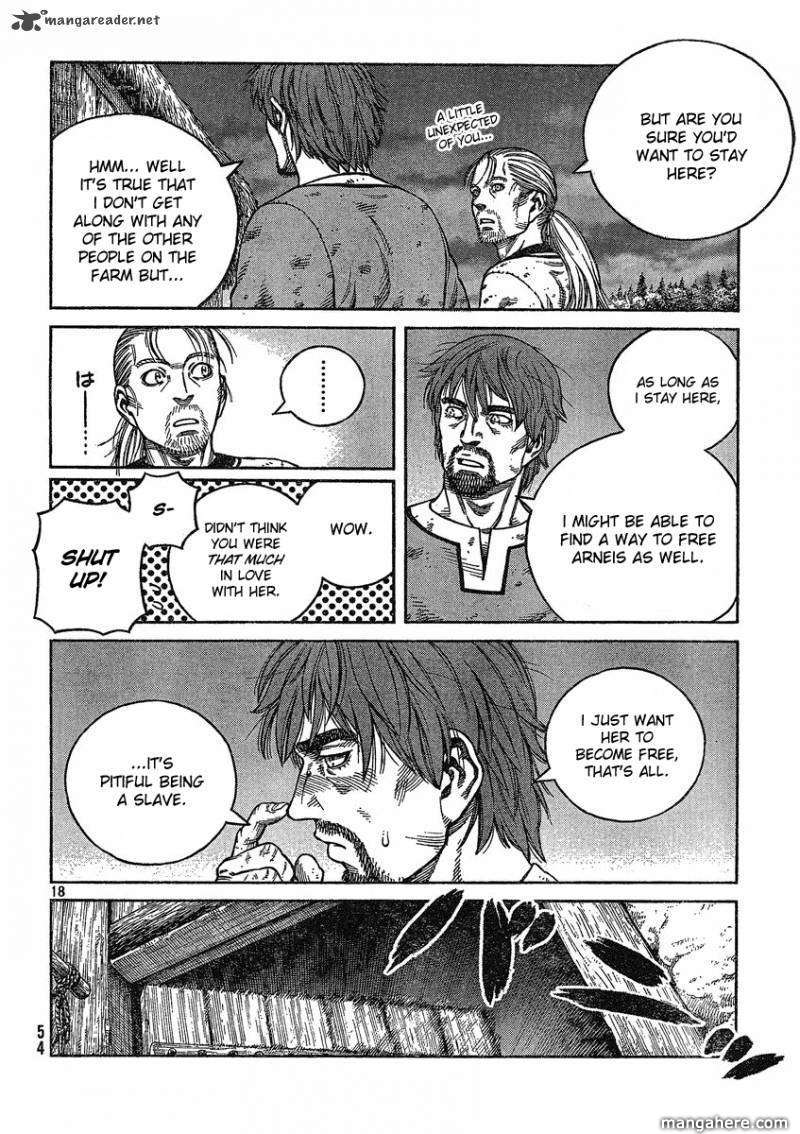 mangareader.net
BUT ARE
YOU
SURE YOU'D
WANT TO STAY
HERE?
A LITTLE
UNEXPECTED
OF YOU...
HMM... WELL
IT'S TRUE THAT
I DON'T GET
ALONG WITH ANY
OF THE OTHER
PEOPLE ON THE
FARM BUT...
AS LONG AS
I STAY HERE,
I MIGHT BE ABLE TO
FIND A WAY TO FREE
ARNEIS AS WELL.
..........
は――……
WOW.
DIDN'T THINK
YOU WERE
THAT MUCH
IN LOVE
WITH HER.
S-
SHUT
UP!
I JUST WANT
HER TO
BECOME FREE,
THAT'S ALL.
...IT'S
PITIFUL BEING
A SLAVE.
18
54
mangahere.com